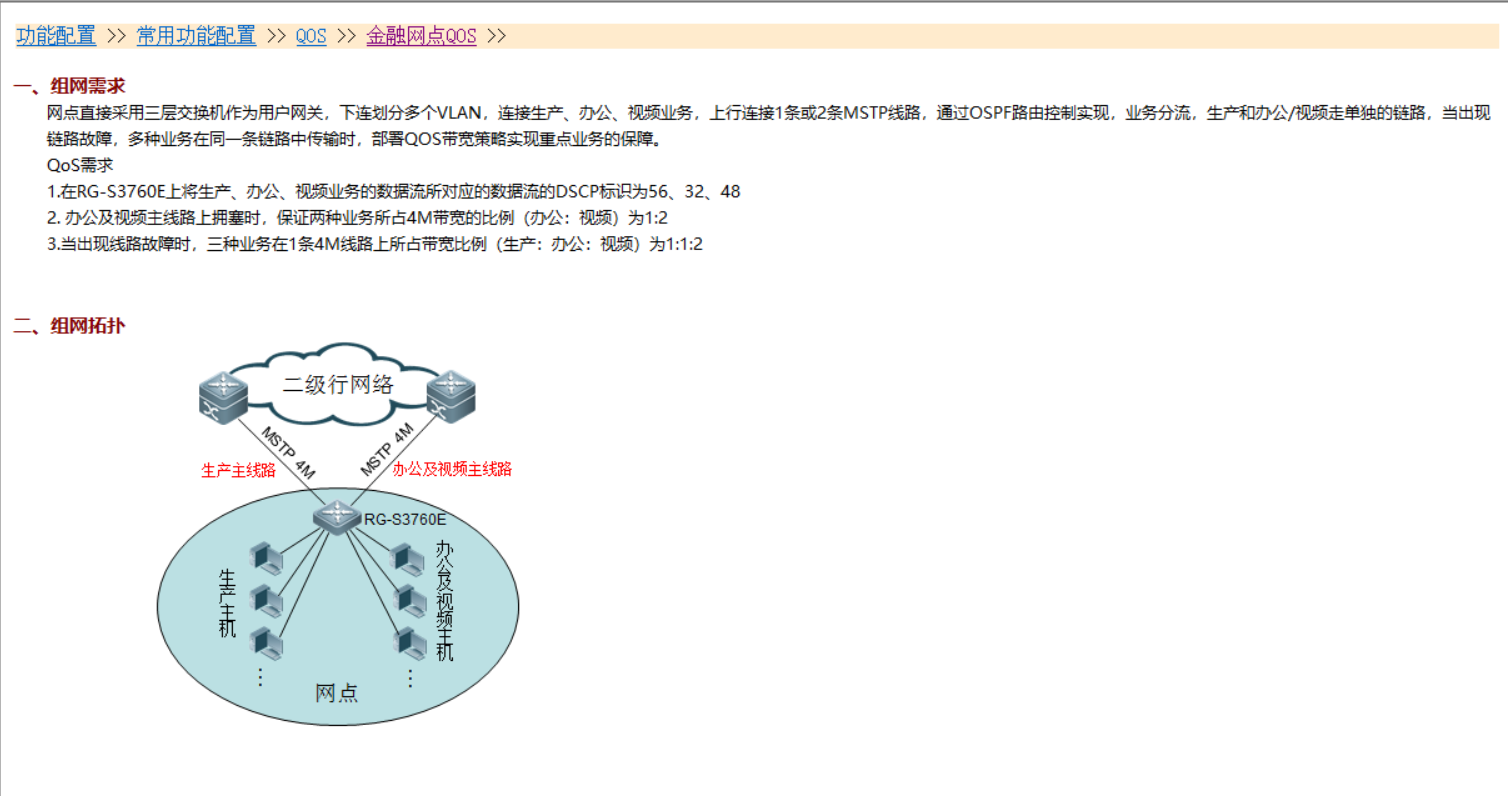 功能配置 >> 常用功能配置 >> QOS >> 金融网点QOS >>
一、组网需求
网点直接采用三层交换机作为用户网关，下连划分多个VLAN，连接生产、办公、视频业务，上行连接1条或2条MSTP线路，通过OSPF路由控制实现，业务分流，生产和办公/视频走单独的链路，当出现
链路故障，多种业务在同一条链路中传输时，部署QOS带宽策略实现重点业务的保障。
QoS需求
1.在RG-S3760E上将生产、办公、视频业务的数据流所对应的数据流的DSCP标识为56、32、48
2. 办公及视频主线路上拥塞时，保证两种业务所占4M带宽的比例（办公：视频）为1:2
3.当出现线路故障时，三种业务在1条4M线路上所占带宽比例（生产：办公：视频）为1:1:2
二、组网拓扑
二级行网络
MSTP 4M
MSTP 4M
生产主线路
办公及视频主线路
RG-S3760E
生产主机
办公及视频主机
网点